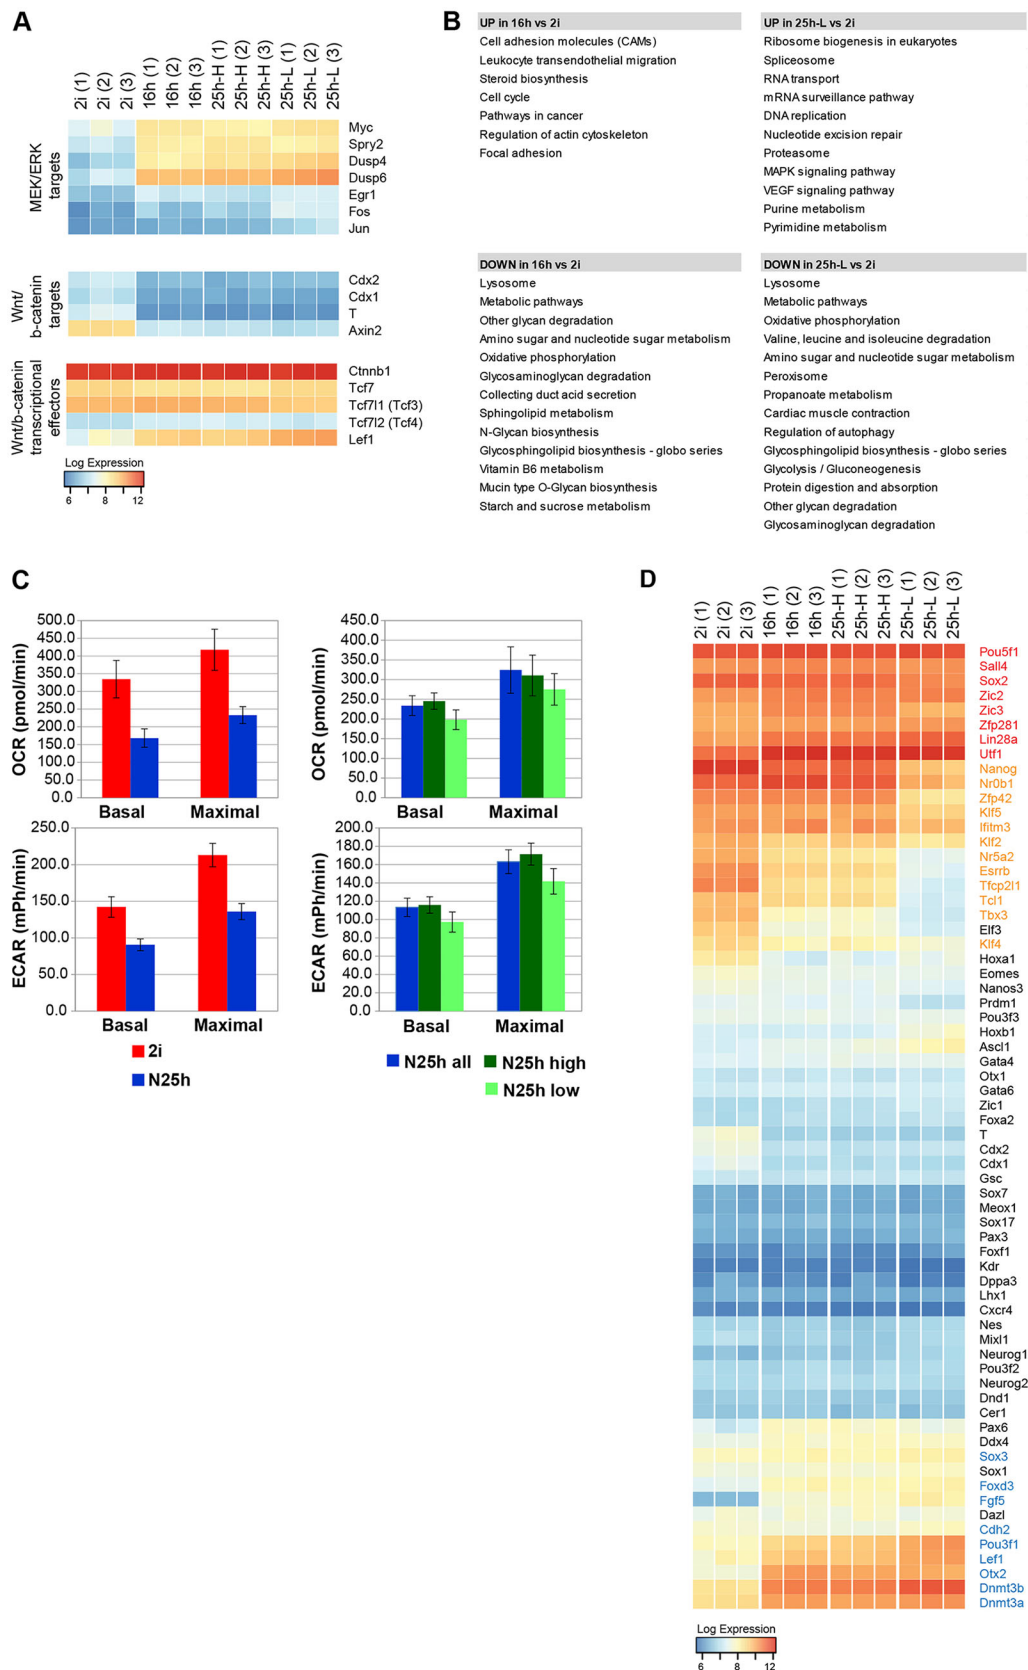 A
2i (1)
2i (2)
2i (3)
16h (1)
16h (2)
16h (3)
25h-H (1)
25h-H (2)
25h-H (3)
25h-L (1)
25h-L (2)
25h-L (3)
MEK/ERK
targets
Myc
Spry2
Dusp4
Dusp6
Egr1
Fos
Jun
Wnt/
b-catenin
targets
Cdx2
Cdx1
T
Axin2
Wnt/b-catenin
transcriptional
effectors
Ctnnb1
Tcf7
Tcf7l1 (Tcf3)
Tcf7l2 (Tcf4)
Lef1
Log Expression
6 8 12
B
UP in 16h vs 2i
Cell adhesion molecules (CAMs)
Leukocyte transendothelial migration
Steroid biosynthesis
Cell cycle
Pathways in cancer
Regulation of actin cytoskeleton
Focal adhesion
UP in 25h-L vs 2i
Ribosome biogenesis in eukaryotes
Spliceosome
RNA transport
mRNA surveillance pathway
DNA replication
Nucleotide excision repair
Proteasome
MAPK signaling pathway
VEGF signaling pathway
Purine metabolism
Pyrimidine metabolism
DOWN in 16h vs 2i
Lysosome
Metabolic pathways
Other glycan degradation
Amino sugar and nucleotide sugar metabolism
Oxidative phosphorylation
Glycosaminoglycan degradation
Collecting duct acid secretion
Sphingolipid metabolism
N-Glycan biosynthesis
Glycosphingolipid biosynthesis - globo series
Vitamin B6 metabolism
Mucin type O-Glycan biosynthesis
Starch and sucrose metabolism
DOWN in 25h-L vs 2i
Lysosome
Metabolic pathways
Oxidative phosphorylation
Valine, leucine and isoleucine degradation
Amino sugar and nucleotide sugar metabolism
Peroxisome
Propanoate metabolism
Cardiac muscle contraction
Regulation of autophagy
Glycosphingolipid biosynthesis - globo series
Glycolysis / Gluconeogenesis
Protein digestion and absorption
Other glycan degradation
Glycosaminoglycan degradation
C
OCR (pmol/min)
500.0
450.0
400.0
350.0
300.0
250.0
200.0
150.0
100.0
50.0
0.0
Basal Maximal
OCR (pmol/min)
450.0
400.0
350.0
300.0
250.0
200.0
150.0
100.0
50.0
0.0
Basal Maximal
ECAR (mPh/min)
250.0
200.0
150.0
100.0
50.0
0.0
Basal Maximal
2i
N25h
ECAR (mPh/min)
200.0
180.0
160.0
140.0
120.0
100.0
80.0
60.0
40.0
20.0
0.0
Basal Maximal
N25h all N25h high
N25h low
D
2i (1)
2i (2)
2i (3)
16h (1)
16h (2)
16h (3)
25h-H (1)
25h-H (2)
25h-H (3)
25h-L (1)
25h-L (2)
25h-L (3)
Pou5f1
Sall4
Sox2
Zic2
Zic3
Zfp281
Lin28a
Utf1
Nanog
Nr0b1
Zfp42
Klf5
Ifitm3
Klf2
Nr5a2
Esrrb
Tfcp2l1
Tcl1
Tbx3
Elf3
Klf4
Hoxa1
Eomes
Nanos3
Prdm1
Pou3f3
Hoxb1
Ascl1
Gata4
Otx1
Gata6
Zic1
Foxa2
T
Cdx2
Cdx1
Gsc
Sox7
Meox1
Sox17
Pax3
Foxf1
Kdr
Dppa3
Lhx1
Cxcr4
Nes
Mixl1
Neurog1
Pou3f2
Neurog2
Dnd1
Cer1
Pax6
Ddx4
Sox3
Sox1
Foxd3
Fgf5
Dazl
Cdh2
Pou3f1
Lef1
Otx2
Dnmt3b
Dnmt3a
Log Expression
6 8 12